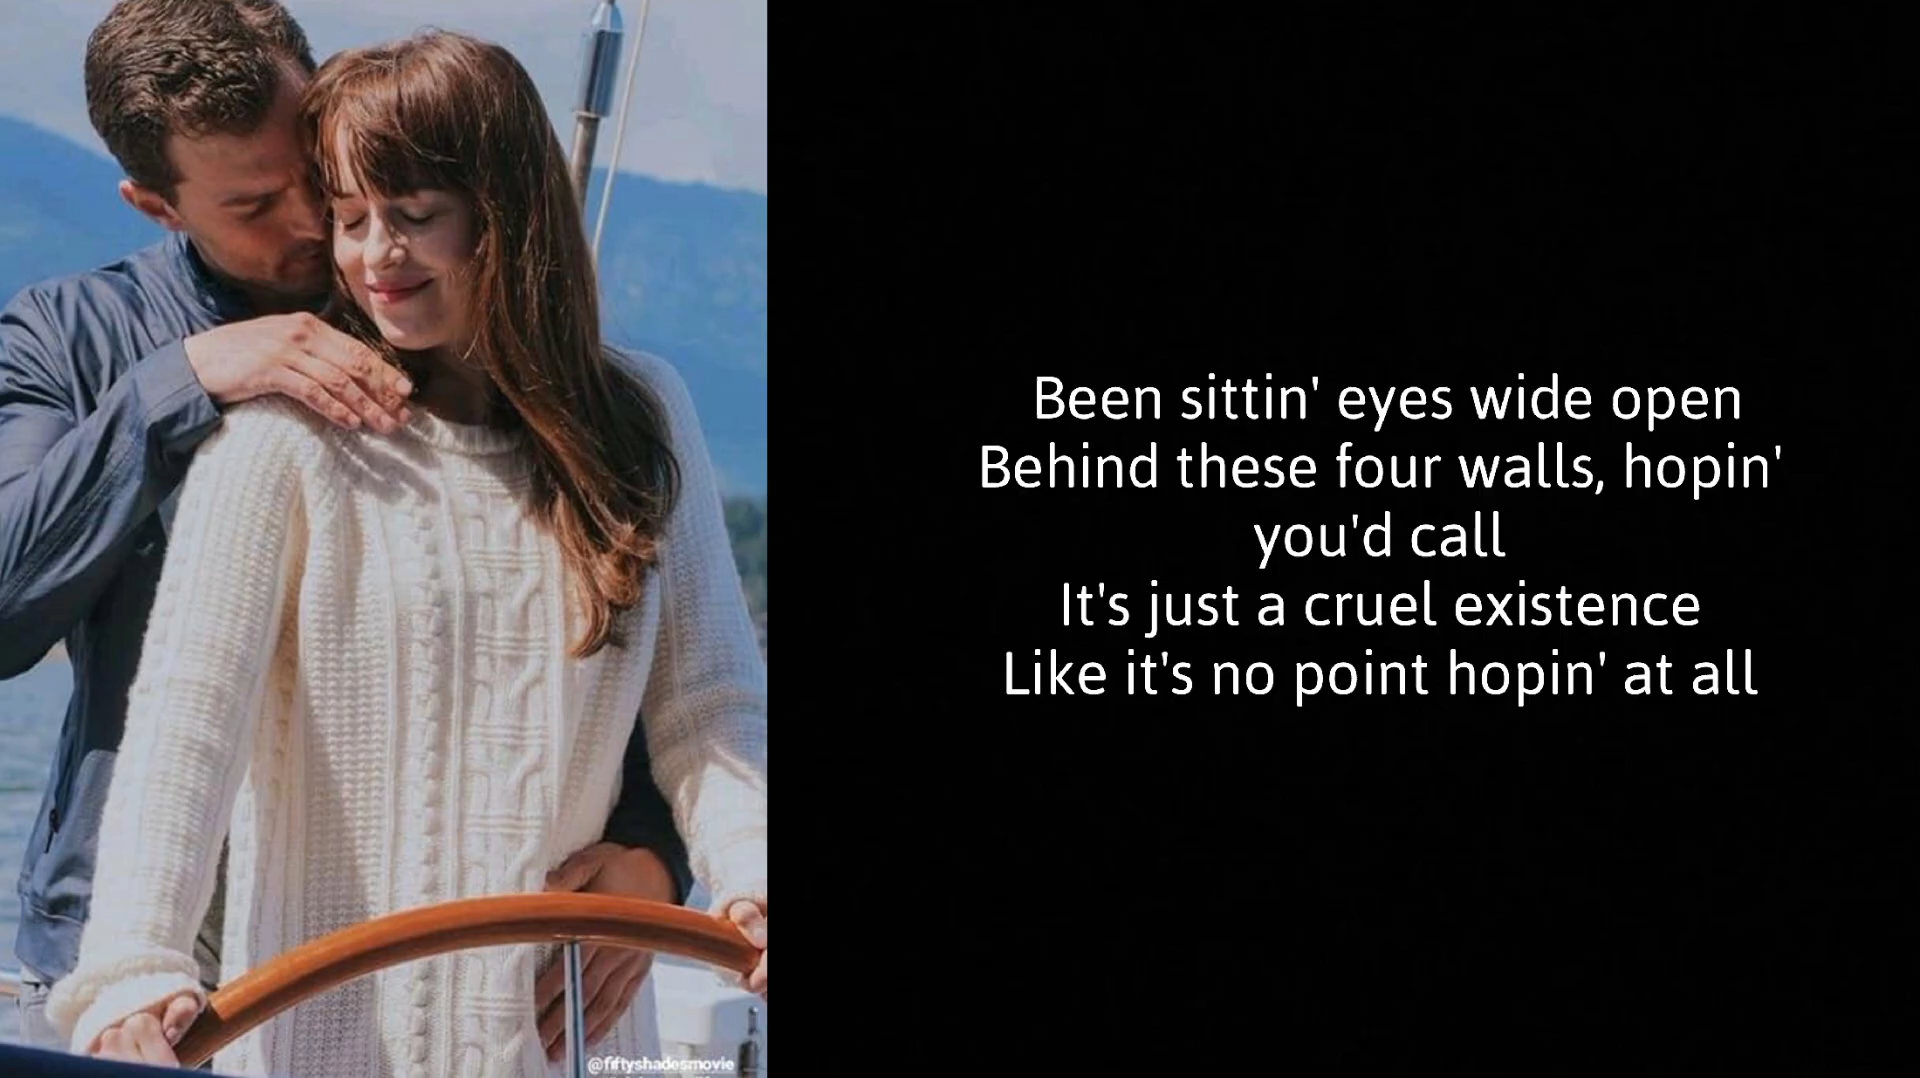 Been sittin' eyes wide open
Behind these four walls, hopin'
you'd call
It's just a cruel existence
Like it's no point hopin' at all
@fiftyshadesmovie